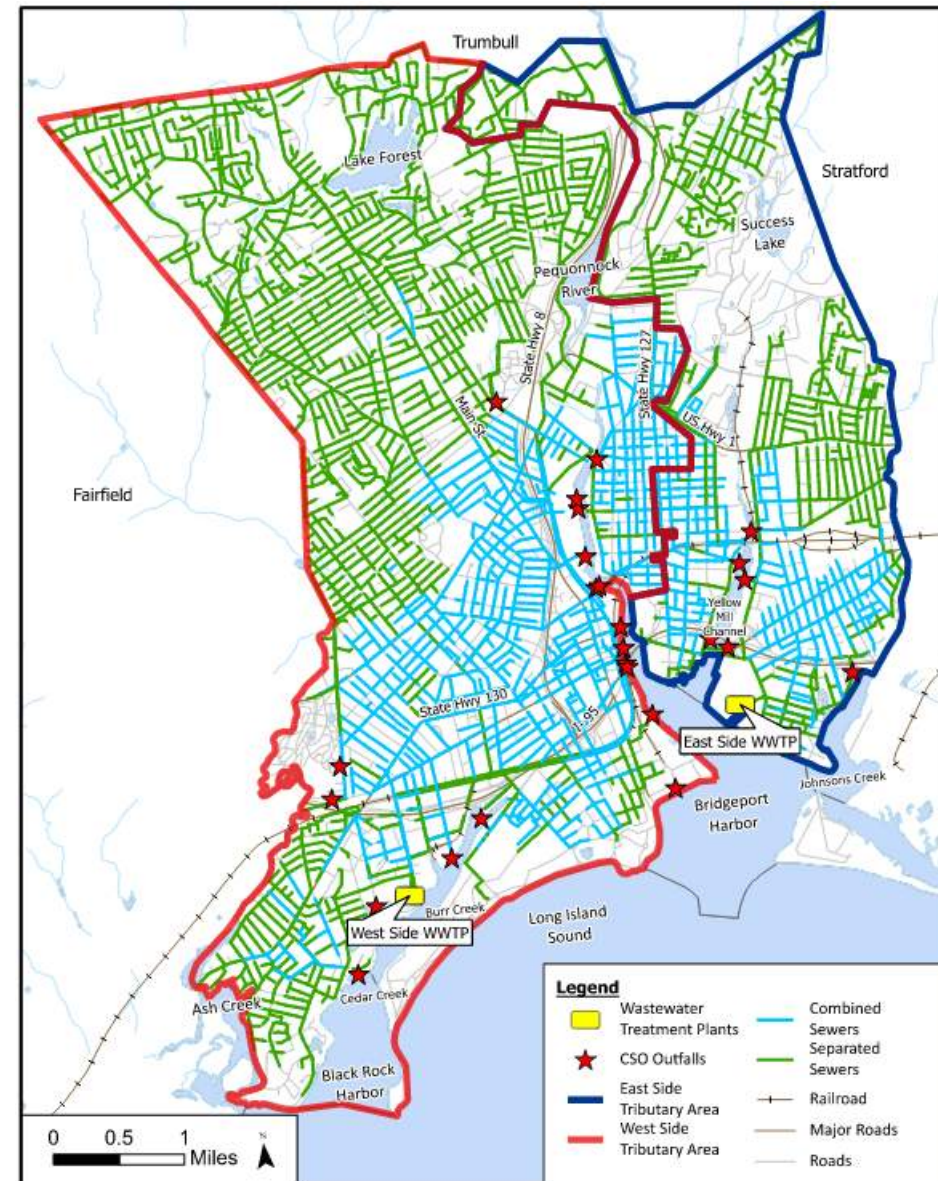 Trumbull
Lake Forest
Stratford
Success
Lake
Pequonnock
River
State Hwy 8
State Hwy 127
Main St
US Hwy 1
Fairfield
Yellow
Mill
Channel
State Hwy 130
I-95
East Side WWTP
Johnsons Creek
Bridgeport
Harbor
Burr Creek
West Side WWTP
Long Island
Sound
Cedar Creek
Ash Creek
Black Rock
Harbor
Legend
Wastewater
Treatment Plants
CSO Outfalls
East Side
Tributary Area
West Side
Tributary Area
Combined
Sewers
Separated
Sewers
Railroad
Major Roads
Roads
0 0.5 1
Miles
N